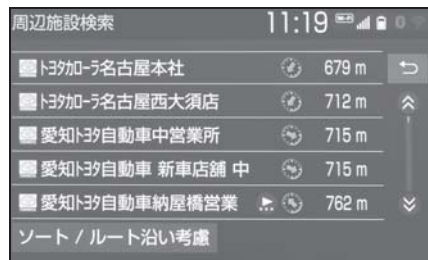 周辺施設検索 11:19
トヨタカローラ名古屋本社 679 m
トヨタカローラ名古屋西大須店 712 m
愛知トヨタ自動車中営業所 715 m
愛知トヨタ自動車 新車店舗 中 715 m
愛知トヨタ自動車納屋橋営業 762 m
ソート / ルート沿い考慮